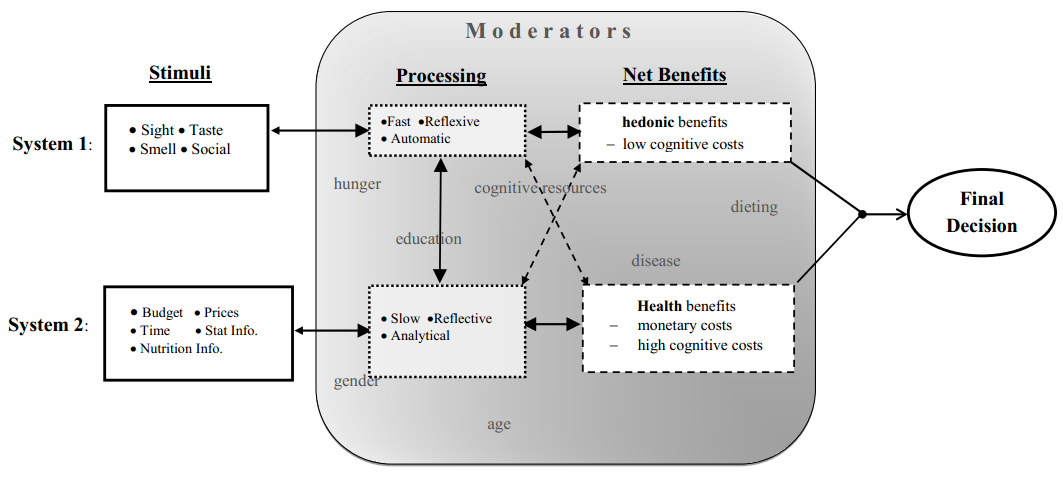 Moderators
Stimuli
Processing
Net Benefits
System 1:
• Sight • Taste
• Smell • Social
•Fast •Reflexive
• Automatic
hedonic benefits
– low cognitive costs
hunger
cognitive resources
dieting
Final
Decision
education
disease
System 2:
• Budget • Prices
• Time • Stat Info.
• Nutrition Info.
• Slow •Reflective
• Analytical
Health benefits
– monetary costs
– high cognitive costs
gender
age